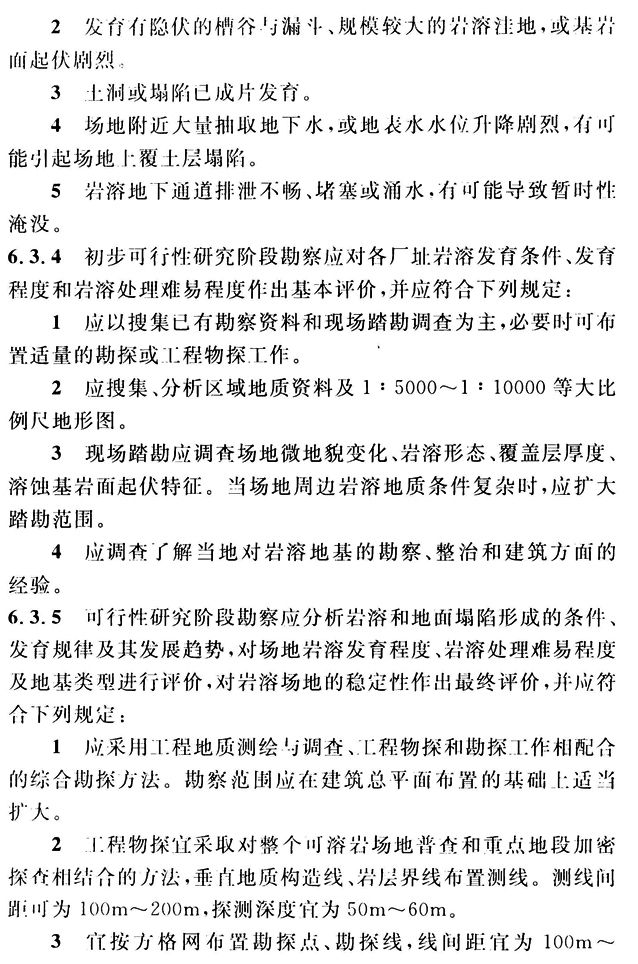 2 发育有隐伏的槽谷与漏斗、规模较大的岩溶洼地,或基岩
面起伏剧烈。
3 土洞或塌陷已成片发育。
4 场地附近大量抽取地下水,或地表水水位升降剧烈,有可
能引起场地上覆土层塌陷。
5 岩溶地下通道排泄不畅、堵塞或涌水,有可能导致暂时性
淹没。
6.3.4 初步可行性研究阶段勘察应对各厂址岩溶发育条件、发育
程度和岩溶处理难易程度作出基本评价,并应符合下列规定:
1 应以搜集已有勘察资料和现场踏勘调查为主,必要时可布
置适量的勘探或工程物探工作。
2 应搜集、分析区域地质资料及1:5000~1:10000等大比
例尺地形图。
3 现场踏勘应调查场地微地貌变化、岩溶形态、覆盖层厚度、
溶蚀基岩面起伏特征。当场地周边岩溶地质条件复杂时,应扩大
踏勘范围。
4 应调查了解当地对岩溶地基的勘察、整治和建筑方面的
经验。
6.3.5 可行性研究阶段勘察应分析岩溶和地面塌陷形成的条件、
发育规律及其发展趋势,对场地岩溶发育程度、岩溶处理难易程度
及地基类型进行评价,对岩溶场地的稳定性作出最终评价,并应符
合下列规定:
1 应采用工程地质测绘与调查、工程物探和勘探工作相配合
的综合勘探方法。勘察范围应在建筑总平面布置的基础上适当
扩大。
2 工程物探宜采取对整个可溶岩场地普查和重点地段加密
探查相结合的方法,垂直地质构造线、岩层界线布置测线。测线间
距可为100m~200m,探测深度宜为50m~60m。
3 宜按方格网布置勘探点、勘探线,线间距宜为100m~